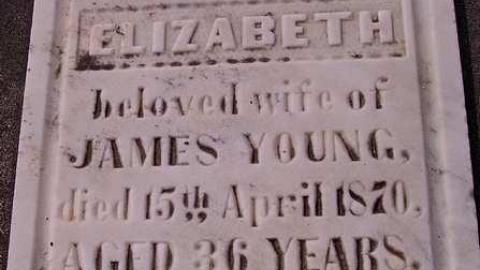 ELIZABETH
beloved wife of
JAMES YOUNG,
died 15th April 1870,
AGED 36 YEARS.